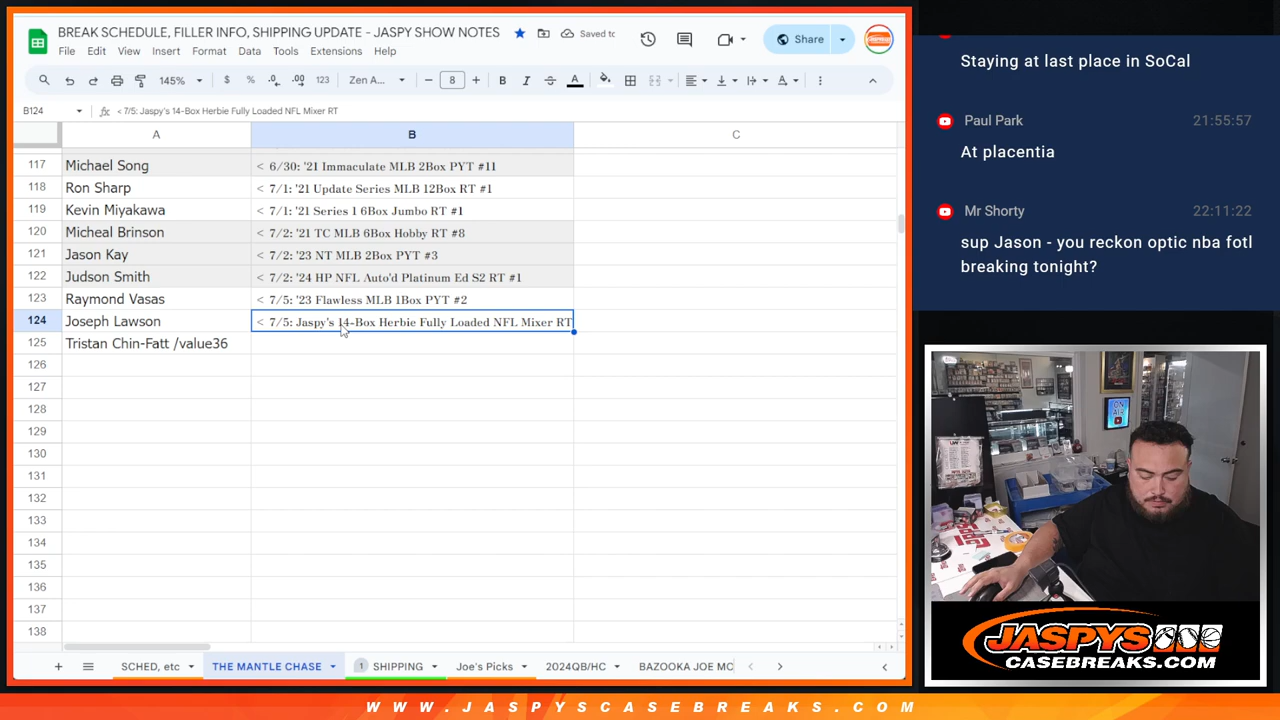 BREAK SCHEDULE, FILLER INFO, SHIPPING UPDATE - JASPY SHOW NOTES
Saved to
Share
File Edit View Insert Format Data Tools Extensions Help
145% $ % .0 .00 123 Zen A... 8 B I A
B124 fx < 7/5: Jaspy's 14-Box Herbie Fully Loaded NFL Mixer RT
A B C
117 Michael Song < 6/30: '21 Immaculate MLB 2Box PYT #11
118 Ron Sharp < 7/1: '21 Update Series MLB 12Box RT #1
119 Kevin Miyakawa < 7/1: '21 Series 1 6Box Jumbo RT #1
120 Micheal Brinson < 7/2: '21 TC MLB 6Box Hobby RT #8
121 Jason Kay < 7/2: '23 NT MLB 2Box PYT #3
122 Judson Smith < 7/2: '24 HP NFL Auto'd Platinum Ed S2 RT #1
123 Raymond Vasas < 7/5: '23 Flawless MLB 1Box PYT #2
124 Joseph Lawson < 7/5: Jaspy's 14-Box Herbie Fully Loaded NFL Mixer RT
125 Tristan Chin-Fatt /value36
126
127
128
129
130
131
132
133
134
135
136
137
138
SCHED, etc THE MANTLE CHASE 1 SHIPPING Joe's Picks 2024QB/HC BAZOOKA JOE MC
Staying at last place in SoCal
Paul Park 21:55:57
At placentia
Mr Shorty 22:11:22
sup Jason - you reckon optic nba fotl
breaking tonight?
ON
AIR
JASPYS
CASEBREAKS.COM
WWW.JASPYSCASEBREAKS.COM